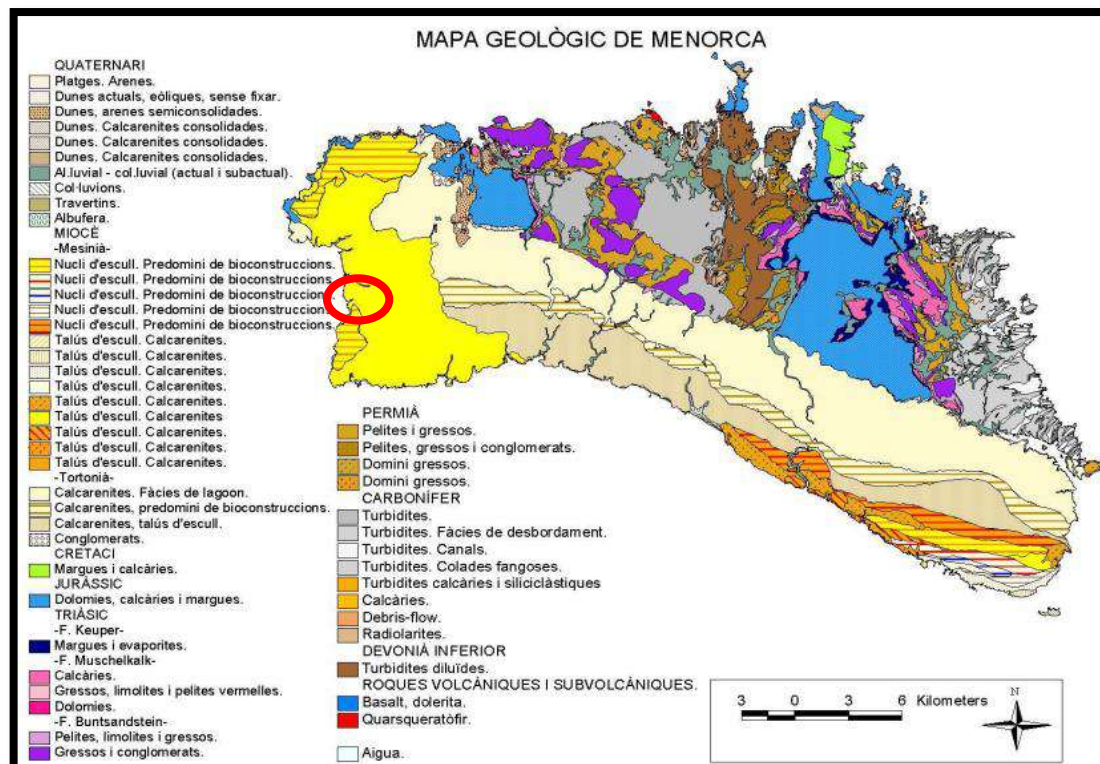 MAPA GEOLÒGIC DE MENORCA
QUATERNARI
Platges. Arenes.
Dunes actuals, eòliques, sense fixar.
Dunes, arenes semiconsolidades.
Dunes. Calcarenites consolidades.
Dunes. Calcarenites consolidades.
Dunes. Calcarenites consolidades.
Al.luvial - col.luvial (actual i subactual).
Col·luvions.
Travertins.
Albufera.
MIOCÈ
-Mesinià-
Nucli d'escull. Predomini de bioconstruccions.
Nucli d'escull. Predomini de bioconstruccions.
Nucli d'escull. Predomini de bioconstruccions.
Nucli d'escull. Predomini de bioconstruccions.
Nucli d'escull. Predomini de bioconstruccions.
Talús d'escull. Calcarenites.
Talús d'escull. Calcarenites.
Talús d'escull. Calcarenites.
Talús d'escull. Calcarenites.
Talús d'escull. Calcarenites.
Talús d'escull. Calcarenites
Talús d'escull. Calcarenites.
Talús d'escull. Calcarenites.
Talús d'escull. Calcarenites.
-Tortonià-
Calcarenites. Fàcies de lagoon.
Calcarenites, predomini de bioconstruccions.
Calcarenites, talús d'escull.
Conglomerats.
CRETACI
Margues i calcàries.
JURÀSSIC
Dolomies, calcàries i margues.
TRIÀSIC
-F. Keuper-
Margues i evaporites.
-F. Muschelkalk-
Calcàries.
Gressos, limolites i pelites vermelles.
Dolomies.
-F. Buntsandstein-
Pelites, limolites i gressos.
Gressos i conglomerats.
PERMIÀ
Pelites i gressos.
Pelites, gressos i conglomerats.
Domini gressos.
Domini gressos.
CARBONÍFER
Turbidites.
Turbidites. Fàcies de desbordament.
Turbidites. Canals.
Turbidites. Colades fangoses.
Turbidites calcàries i siliciclàstiques
Calcàries.
Debris-flow.
Radiolarites.
DEVONIÀ INFERIOR
Turbidites diluïdes.
ROQUES VOLCÀNIQUES I SUBVOLCÀNIQUES.
Basalt, dolerita.
Quarsqueratòfir.
Aigua.
3 0 3 6 Kilometers
N